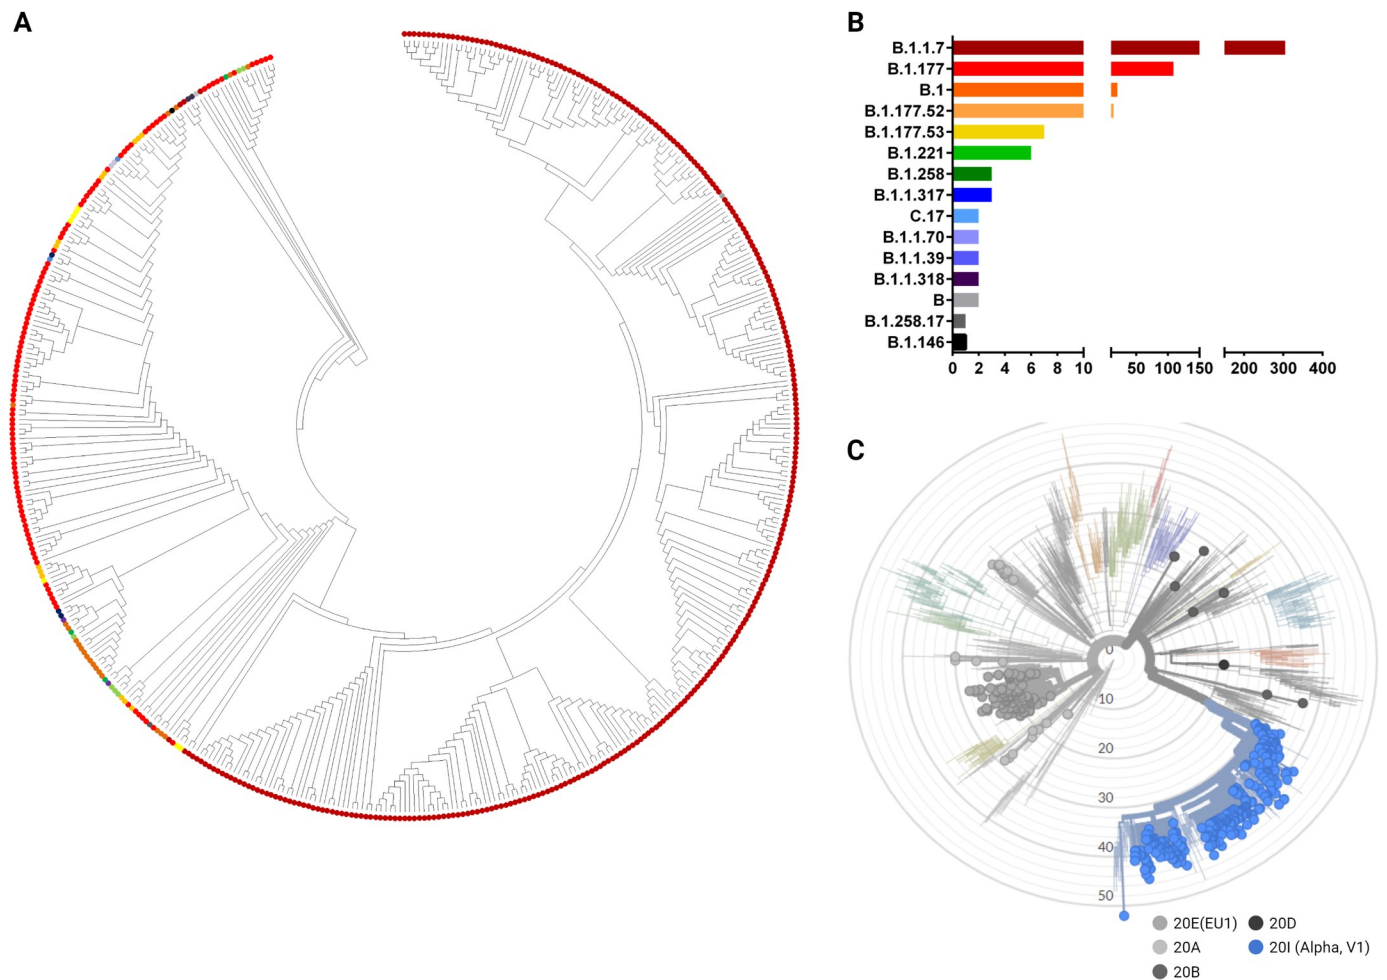 A
B
B.1.1.7
B.1.177
B.1
B.1.177.52
B.1.177.53
B.1.221
B.1.258
B.1.1.317
C.17
B.1.1.70
B.1.1.39
B.1.1.318
B
B.1.258.17
B.1.146
0 2 4 6 8 10 50 100 150 200 300 400
C
0
10
20
30
40
50
20E(EU1) 20D
20A 20I (Alpha, V1)
20B